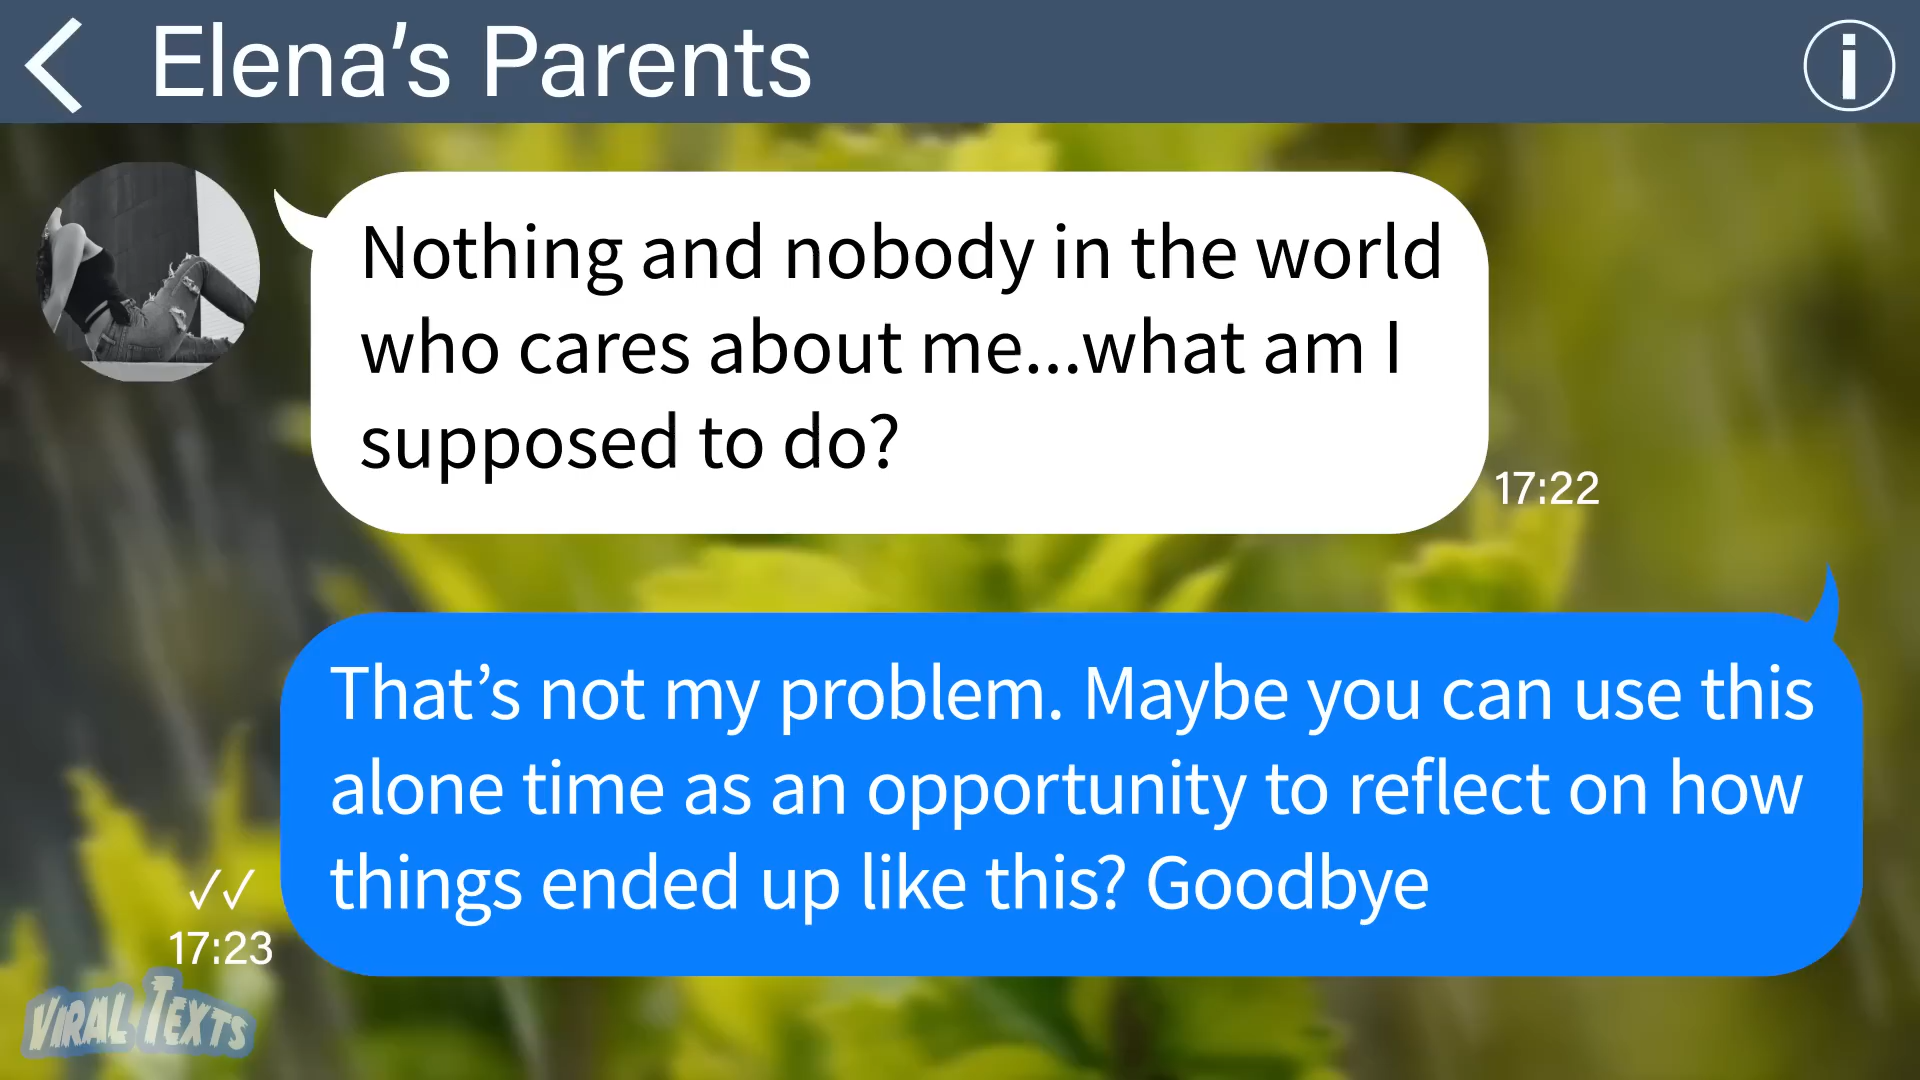 Elena’s Parents
Nothing and nobody in the world
who cares about me...what am I
supposed to do?
17:22
That’s not my problem. Maybe you can use this
alone time as an opportunity to reflect on how
things ended up like this? Goodbye
17:23
VIRAL TEXTS